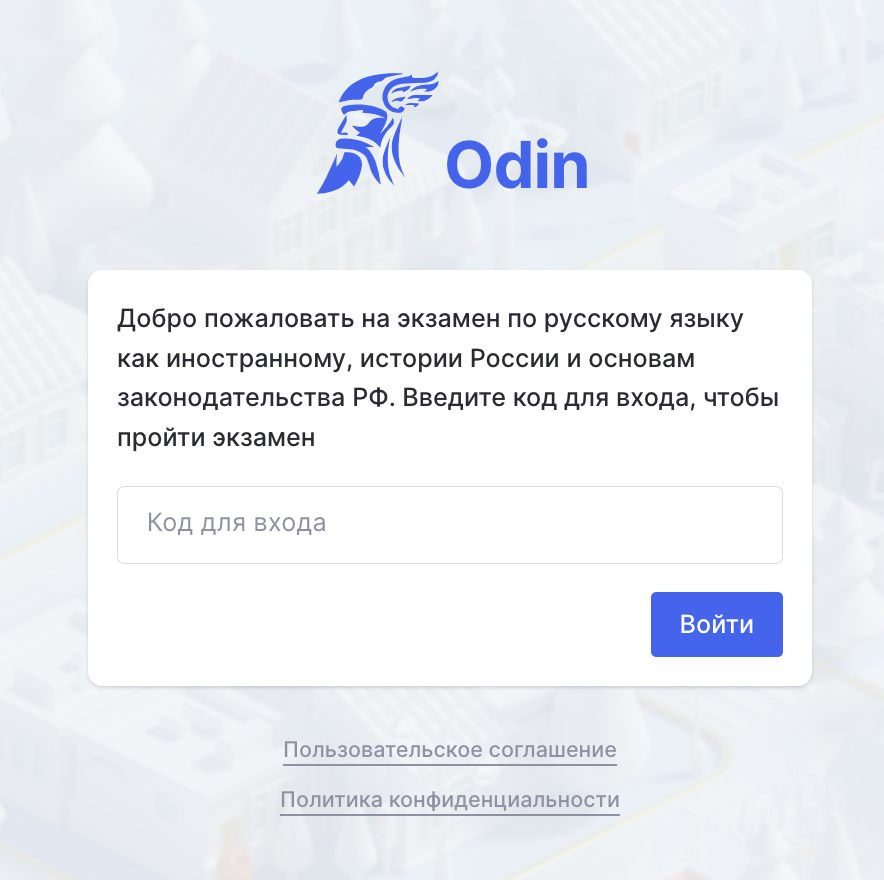 Odin
Добро пожаловать на экзамен по русскому языку
как иностранному, истории России и основам
законодательства РФ. Введите код для входа, чтобы
пройти экзамен
Код для входа
Войти
Пользовательское соглашение
Политика конфиденциальности